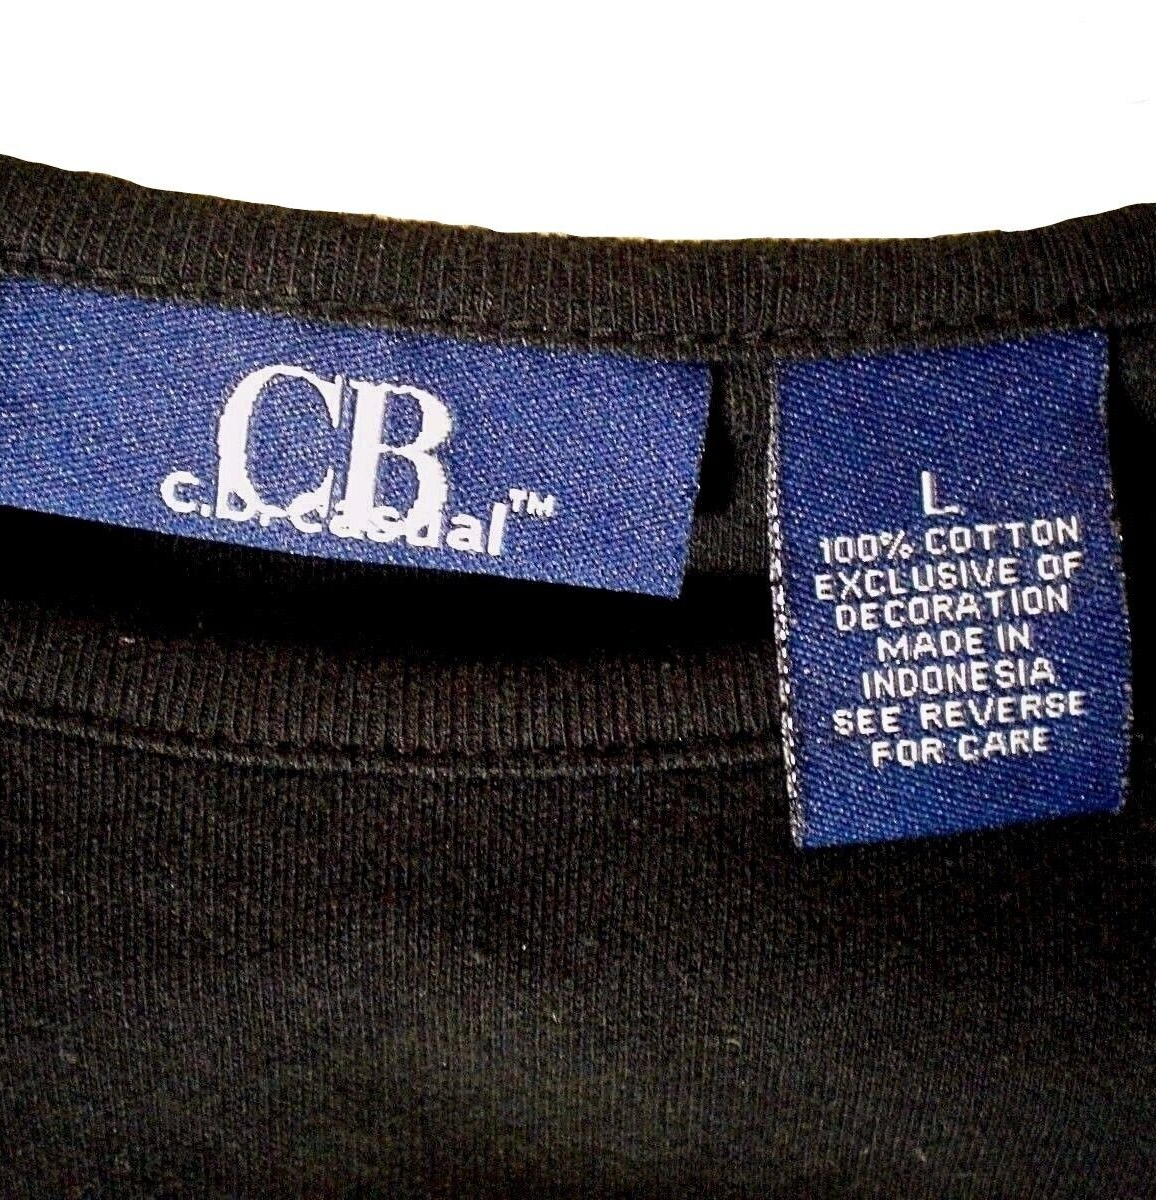 CB
c.b. casual™
L
100% COTTON
EXCLUSIVE OF
DECORATION
MADE IN
INDONESIA
SEE REVERSE
FOR CARE